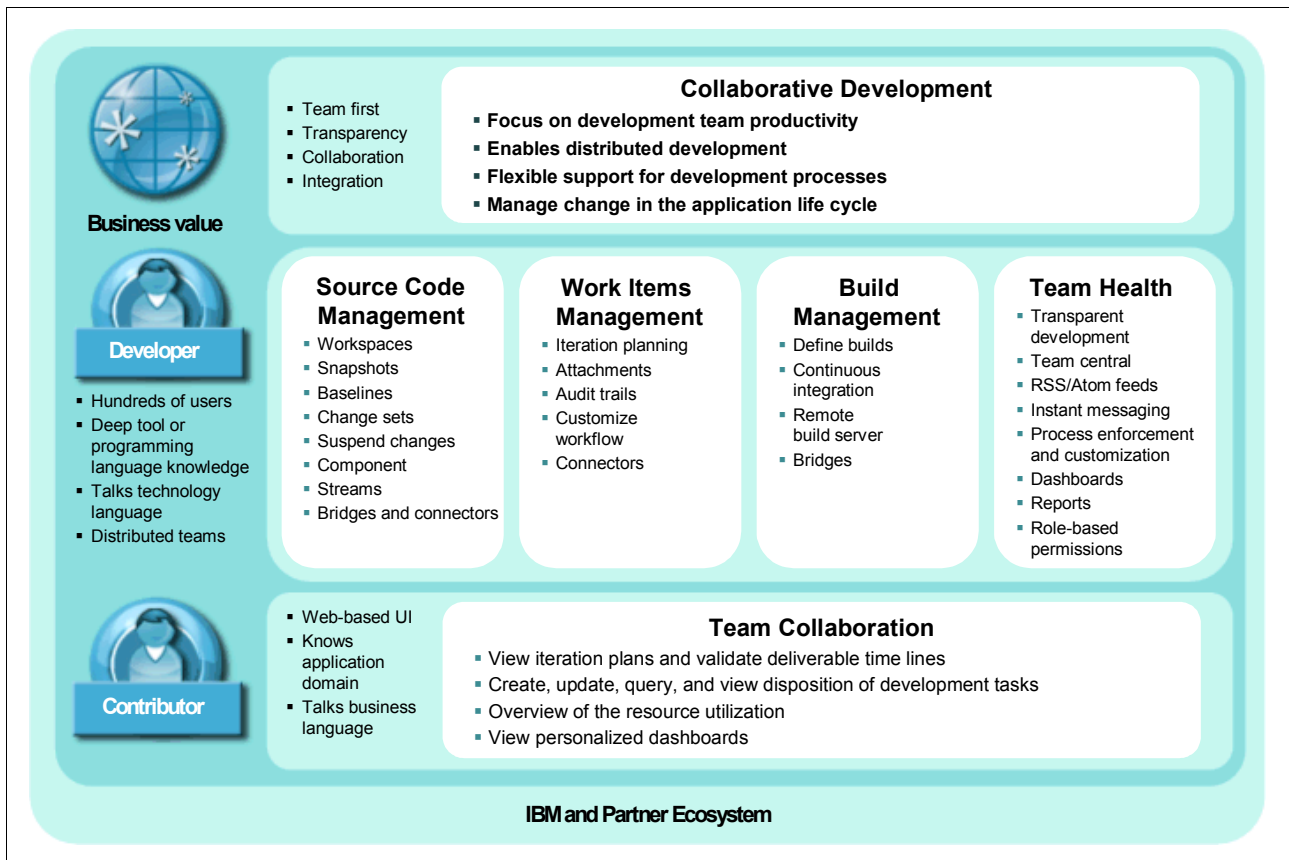 Business value
▪ Team first
▪ Transparency
▪ Collaboration
▪ Integration
Collaborative Development
▪ Focus on development team productivity
▪ Enables distributed development
▪ Flexible support for development processes
▪ Manage change in the application life cycle
Developer
▪ Hundreds of users
▪ Deep tool or
programming
language knowledge
▪ Talks technology
language
▪ Distributed teams
Source Code
Management
▪ Workspaces
▪ Snapshots
▪ Baselines
▪ Change sets
▪ Suspend changes
▪ Component
▪ Streams
▪ Bridges and connectors
Work Items
Management
▪ Iteration planning
▪ Attachments
▪ Audit trails
▪ Customize
workflow
▪ Connectors
Build
Management
▪ Define builds
▪ Continuous
integration
▪ Remote
build server
▪ Bridges
Team Health
▪ Transparent
development
▪ Team central
▪ RSS/Atom feeds
▪ Instant messaging
▪ Process enforcement
and customization
▪ Dashboards
▪ Reports
▪ Role-based
permissions
Contributor
▪ Web-based UI
▪ Knows
application
domain
▪ Talks business
language
Team Collaboration
▪ View iteration plans and validate deliverable time lines
▪ Create, update, query, and view disposition of development tasks
▪ Overview of the resource utilization
▪ View personalized dashboards
IBM and Partner Ecosystem